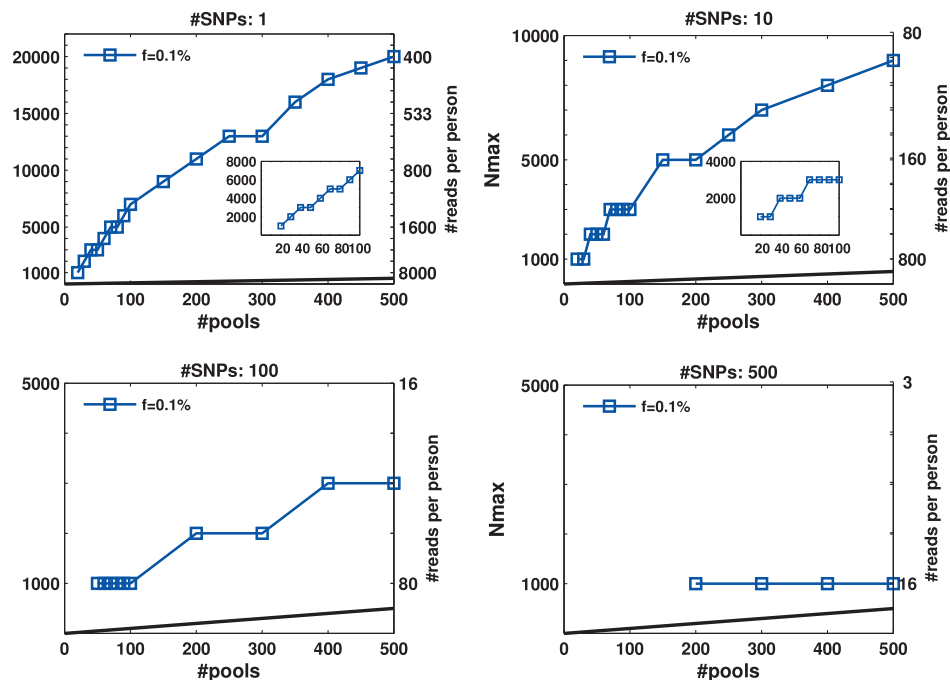 #SNPs: 1
f=0.1%
20000
15000
10000
5000
1000
400
533
800
1600
8000
#reads per person
8000
6000
4000
2000
20 40 60 80 100
0 100 200 300 400 500
#pools
#SNPs: 10
f=0.1%
Nmax
10000
5000
1000
80
160
800
#reads per person
4000
2000
20 40 60 80 100
0 100 200 300 400 500
#pools
#SNPs: 100
f=0.1%
5000
1000
16
80
#reads per person
0 100 200 300 400 500
#pools
#SNPs: 500
f=0.1%
Nmax
5000
1000
3
16
#reads per person
0 100 200 300 400 500
#pools